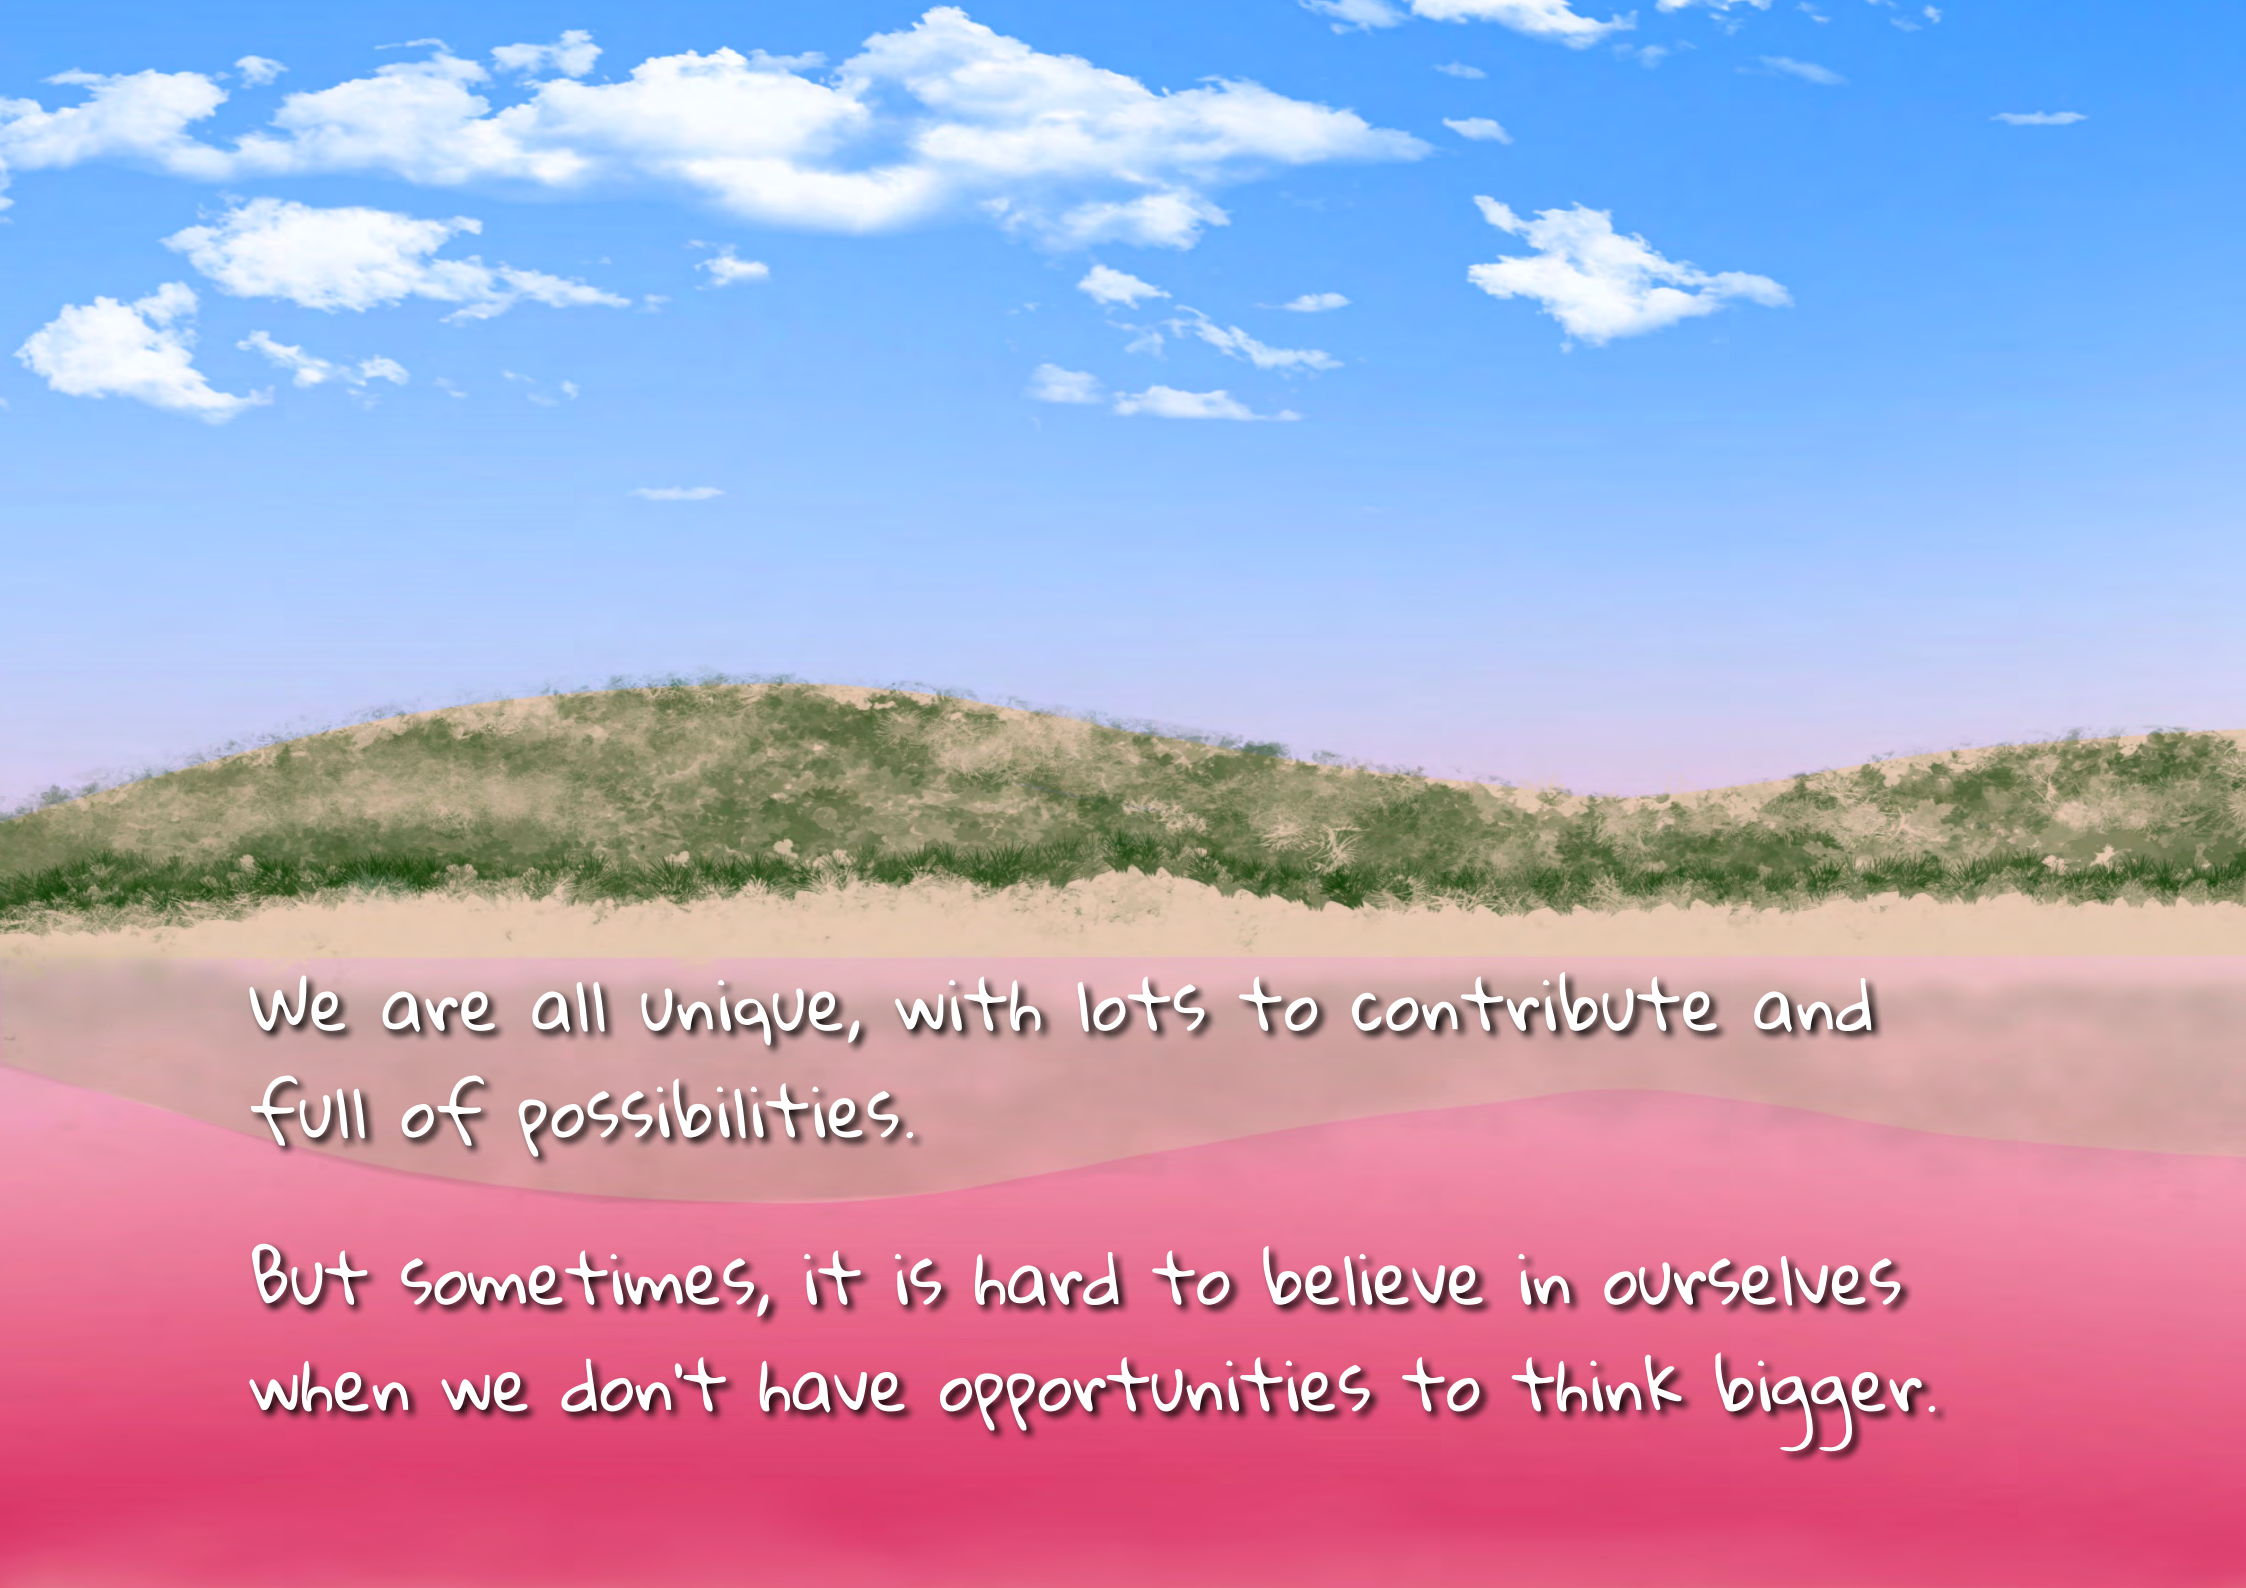 We are all unique, with lots to contribute and
full of possibilities.
But sometimes, it is hard to believe in ourselves
when we don't have opportunities to think bigger.